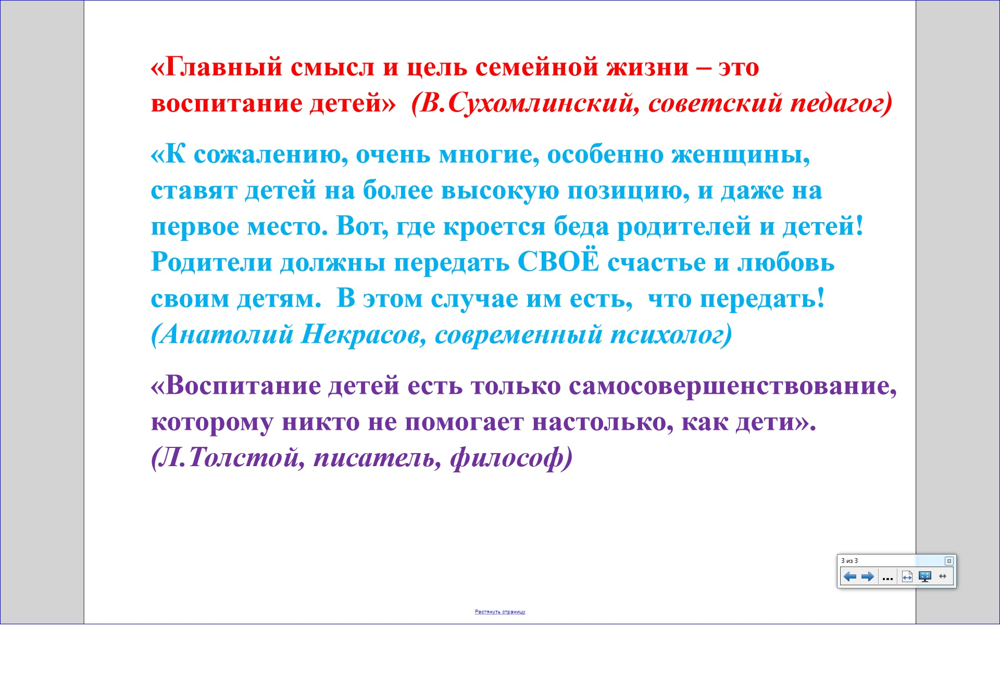 «Главный смысл и цель семейной жизни – это
воспитание детей»  (В.Сухомлинский, советский педагог)
«К сожалению, очень многие, особенно женщины,
ставят детей на более высокую позицию, и даже на
первое место. Вот, где кроется беда родителей и детей!
Родители должны передать СВОЁ счастье и любовь
своим детям.  В этом случае им есть,  что передать!
(Анатолий Некрасов, современный психолог)
«Воспитание детей есть только самосовершенствование,
которому никто не помогает настолько, как дети».
(Л.Толстой, писатель, философ)
3 из 3
...
Растянуть страницу